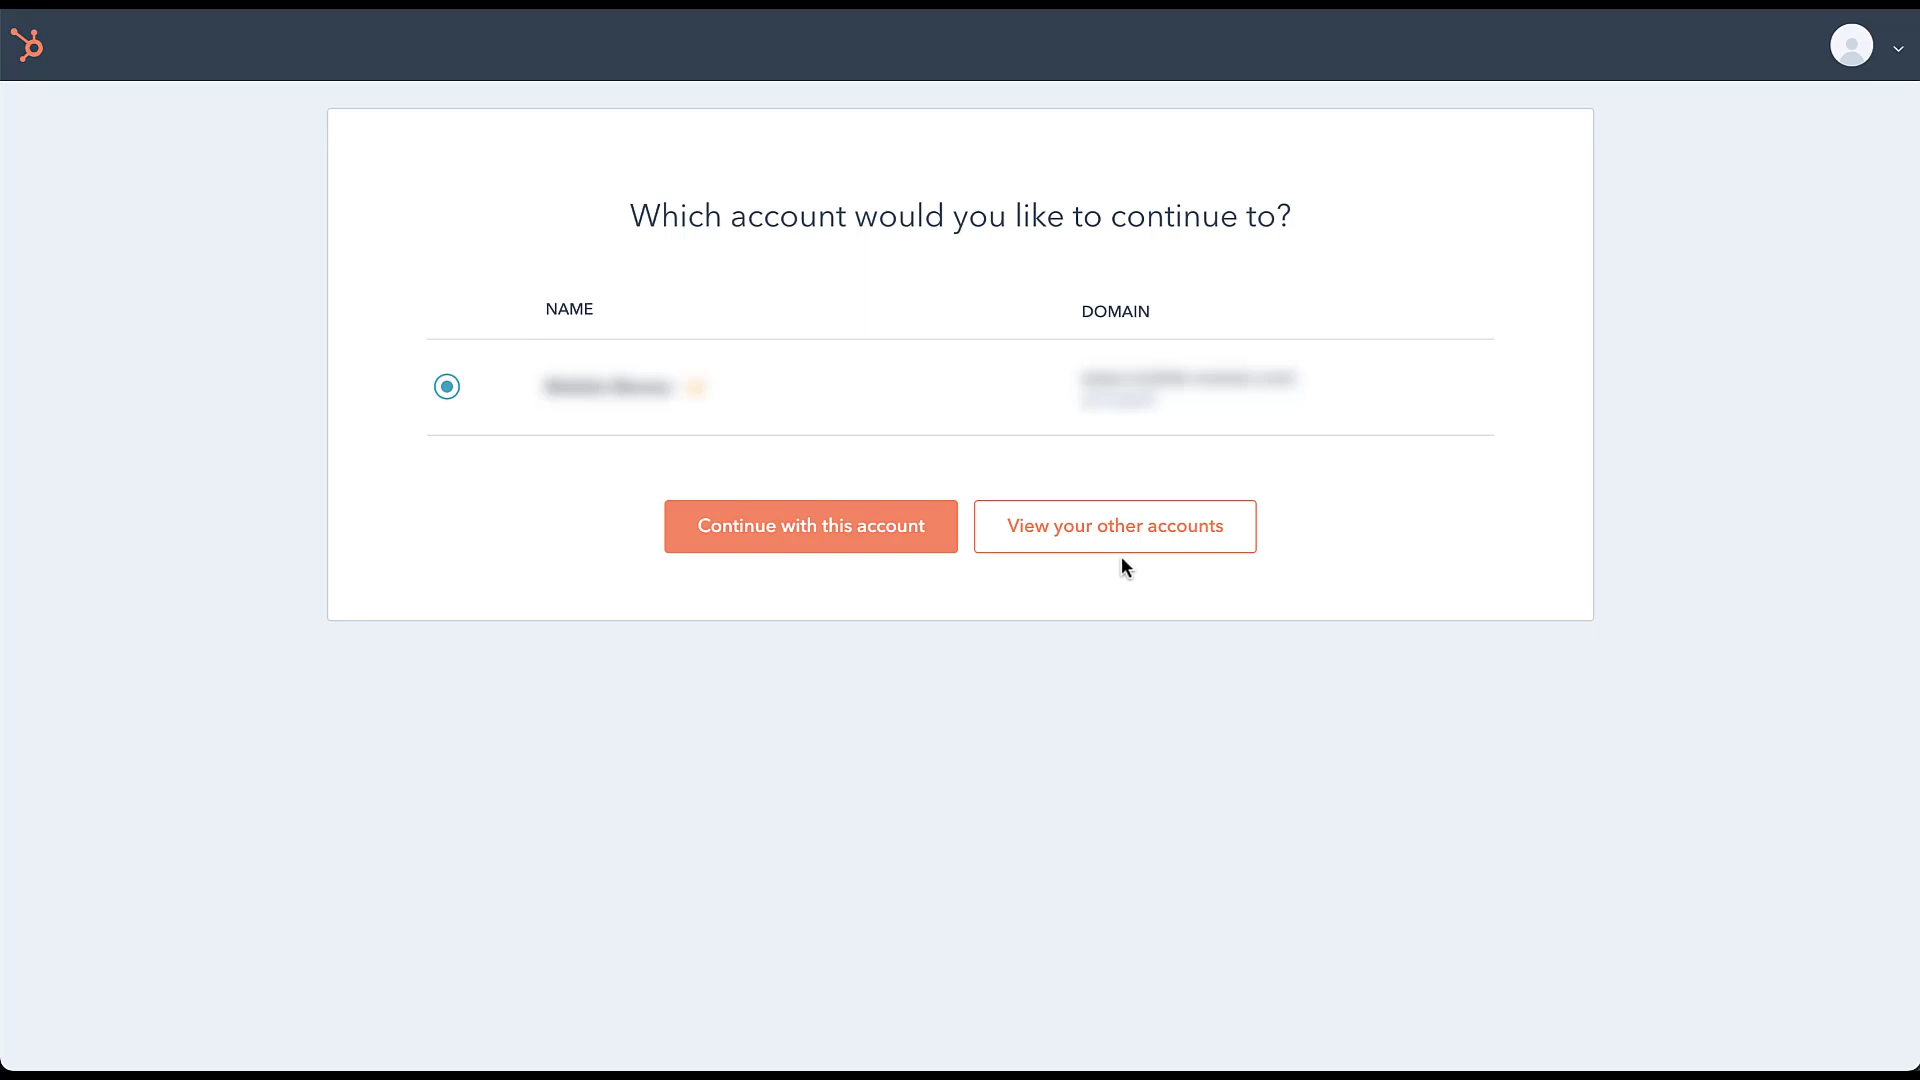 Which account would you like to continue to?
NAME
DOMAIN
Continue with this account
View your other accounts